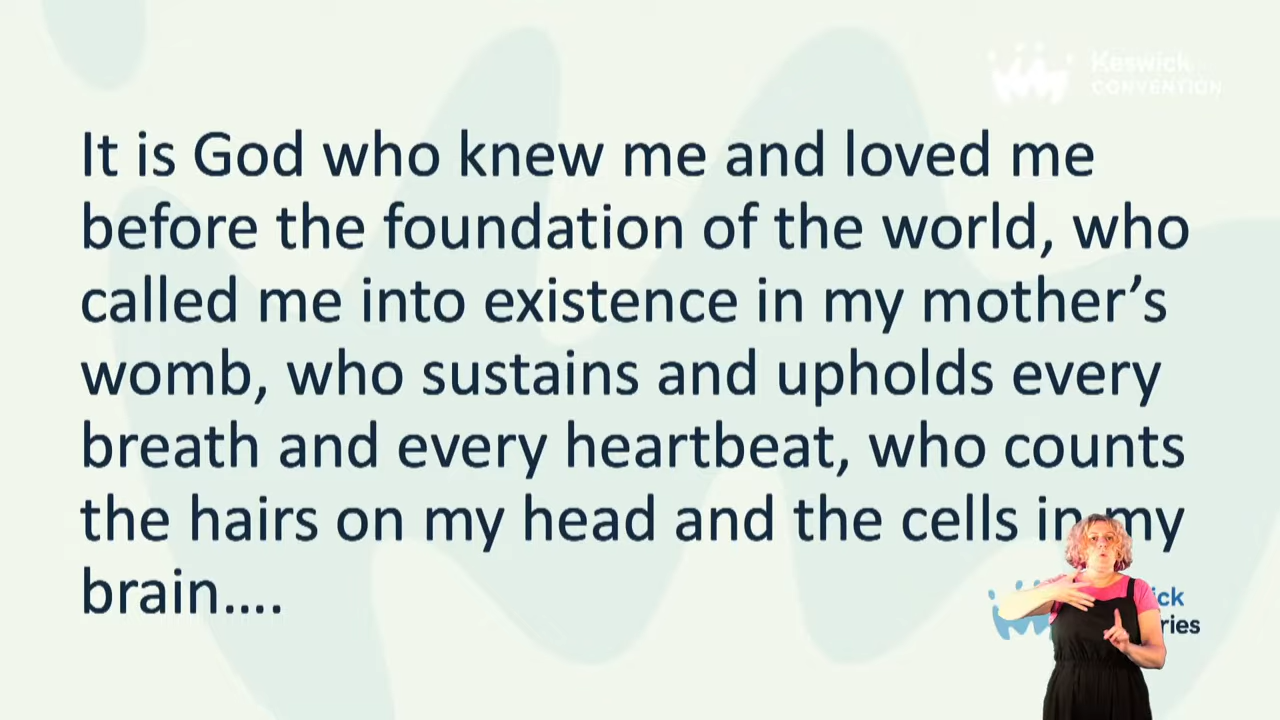 Keswick
CONVENTION
It is God who knew me and loved me
before the foundation of the world, who
called me into existence in my mother’s
womb, who sustains and upholds every
breath and every heartbeat, who counts
the hairs on my head and the cells in my
brain….